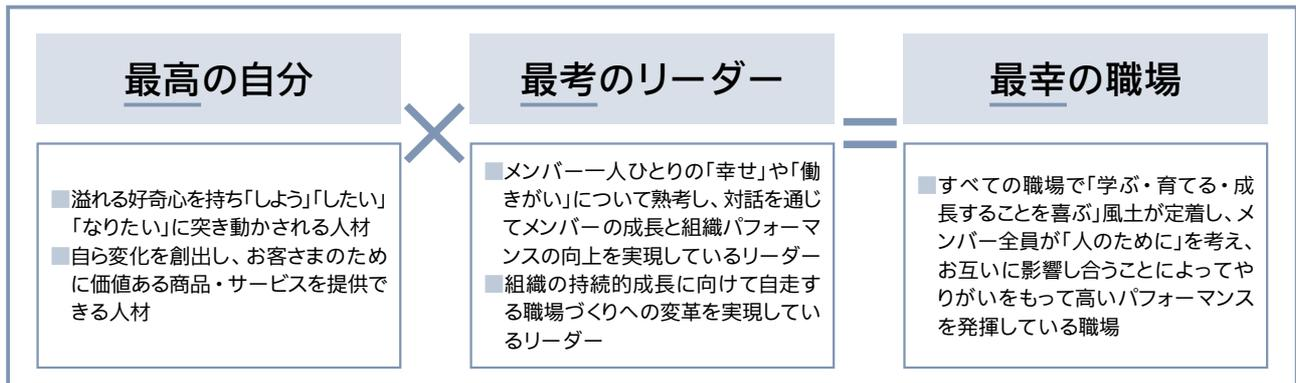 最高の自分
×
最考のリーダー
=
最幸の職場
■溢れる好奇心を持ち「しよう」「したい」
「なりたい」に突き動かされる人材
■自ら変化を創出し、お客さまのため
に価値ある商品・サービスを提供で
きる人材
■メンバー一人ひとりの「幸せ」や「働
きがい」について熟考し、対話を通じ
てメンバーの成長と組織パフォーマ
ンスの向上を実現しているリーダー
■組織の持続的成長に向けて自走す
る職場づくりへの変革を実現してい
るリーダー
■すべての職場で「学ぶ・育てる・成
長することを喜ぶ」風土が定着し、メ
ンバー全員が「人のために」を考え、
お互いに影響し合うことによってや
りがいをもって高いパフォーマンス
を発揮している職場